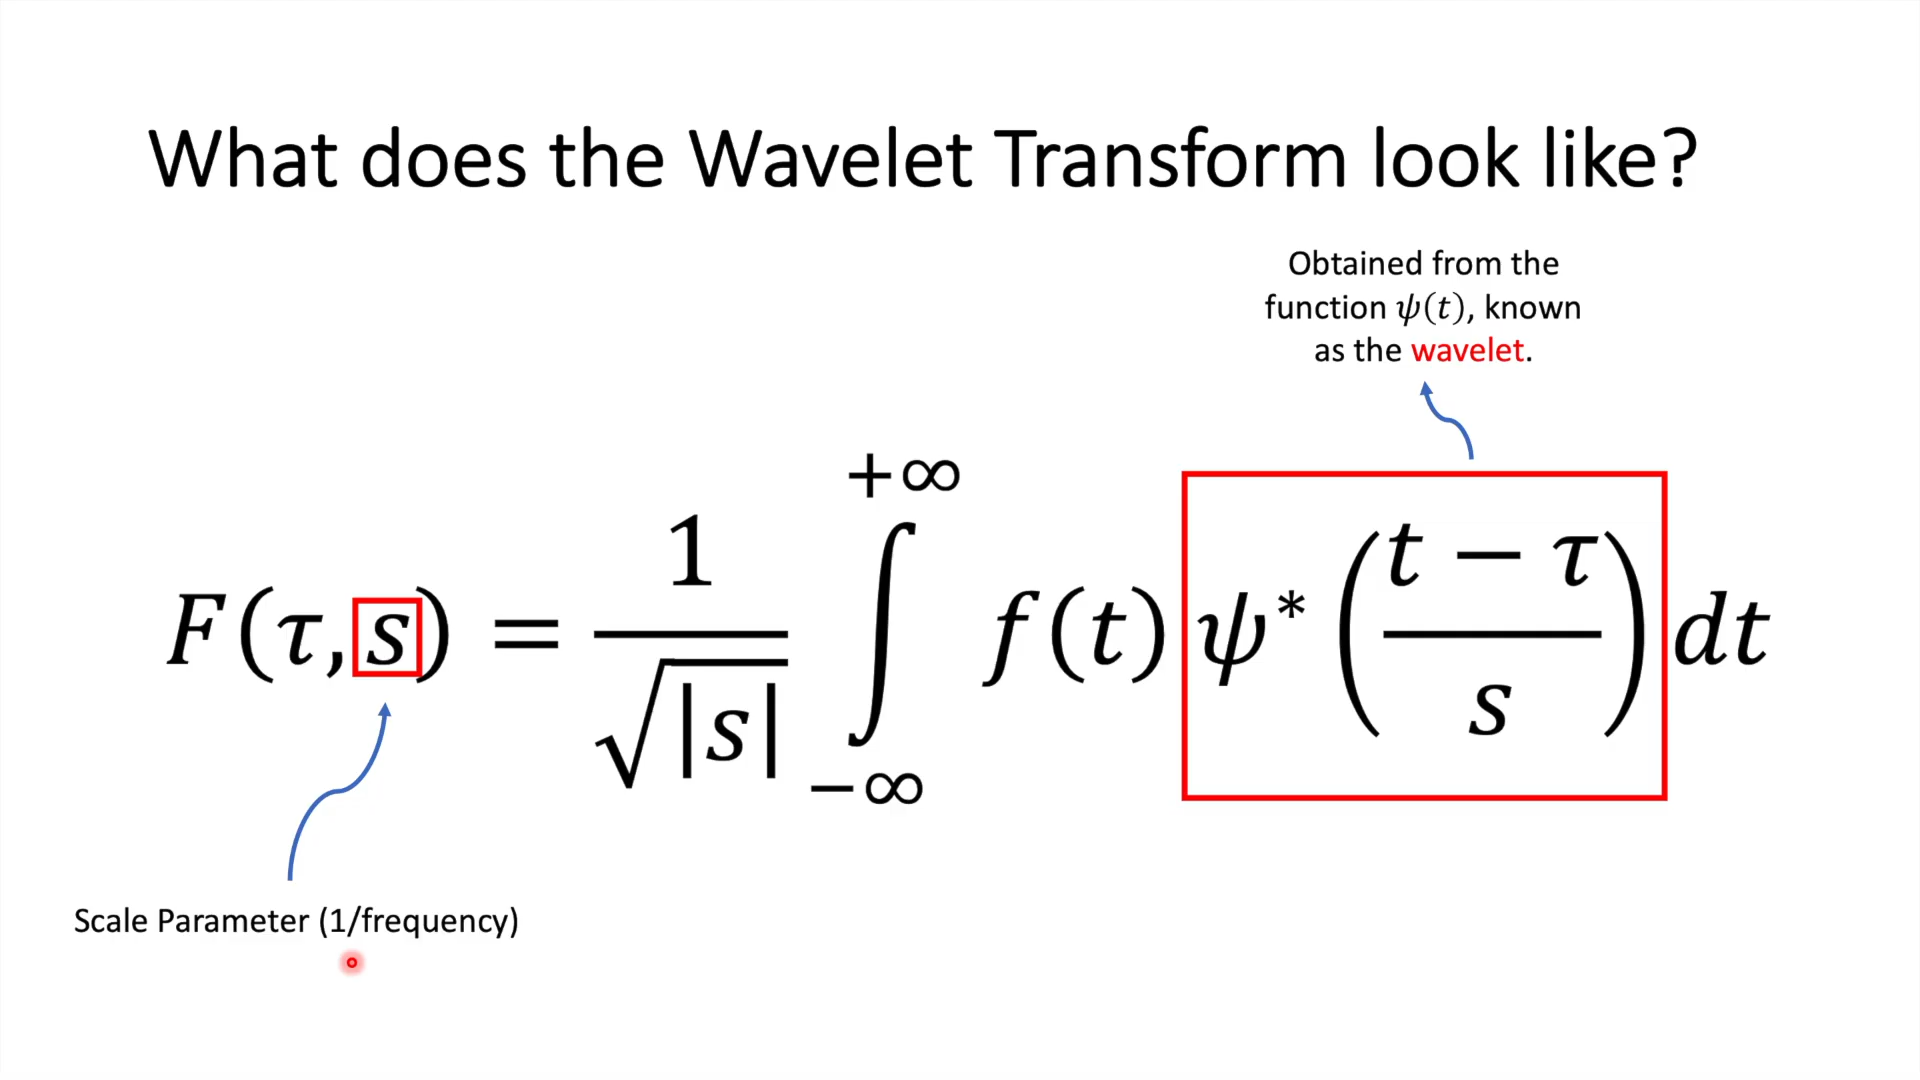 What does the Wavelet Transform look like?
Obtained from the
function ψ(t), known
as the wavelet.
F(τ, s) = 1/√|s| ∫_{−∞}^{+∞} f(t) ψ*((t − τ)/s) dt
Scale Parameter (1/frequency)